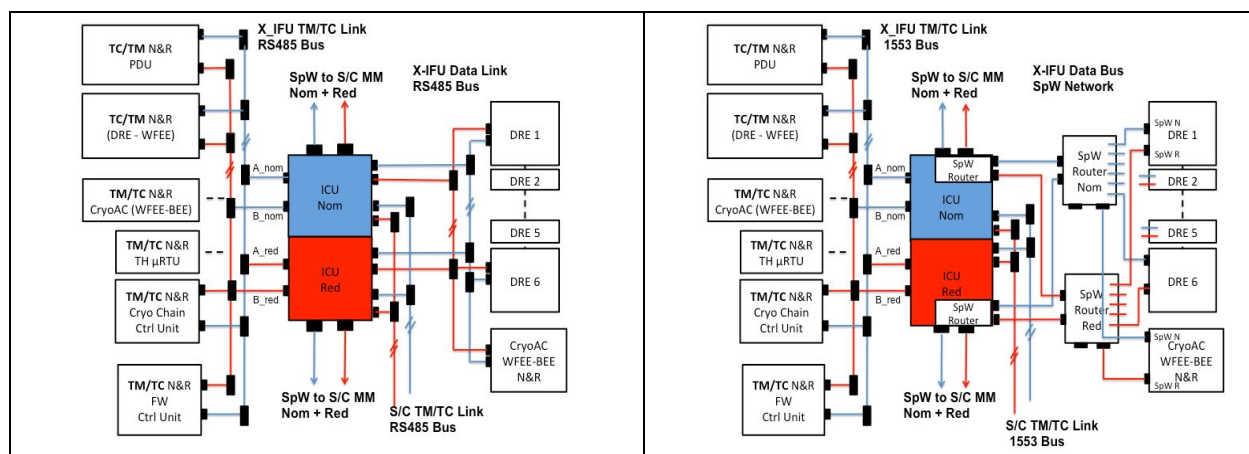 X_IFU TM/TC Link
RS485 Bus
TC/TM N&R
PDU
SpW to S/C MM
Nom + Red
X-IFU Data Link
RS485 Bus
TC/TM N&R
(DRE - WFEE)
DRE 1
DRE 2
DRE 5
DRE 6
A_nom
B_nom
A_red
B_red
ICU
Nom
ICU
Red
TM/TC N&R
CryoAC (WFEE-BEE)
TM/TC N&R
TH µRTU
TM/TC N&R
Cryo Chain
Ctrl Unit
TM/TC N&R
FW
Ctrl Unit
CryoAC
WFEE-BEE
N&R
SpW to S/C MM
Nom + Red
S/C TM/TC Link
RS485 Bus
X_IFU TM/TC Link
1553 Bus
TC/TM N&R
PDU
SpW to S/C MM
Nom + Red
X-IFU Data Bus
SpW Network
TC/TM N&R
(DRE - WFEE)
SpW N
DRE 1
SpW R
DRE 2
DRE 5
DRE 6
SpW
Router
Nom
SpW
Router
A_nom
B_nom
A_red
B_red
ICU
Nom
ICU
Red
SpW
Router
SpW
Router
Red
TM/TC N&R
CryoAC (WFEE-BEE)
TM/TC N&R
TH µRTU
TM/TC N&R
Cryo Chain
Ctrl Unit
TM/TC N&R
FW
Ctrl Unit
SpW N
CryoAC
WFEE-BEE
N&R
SpW R
SpW to S/C MM
Nom + Red
S/C TM/TC Link
1553 Bus